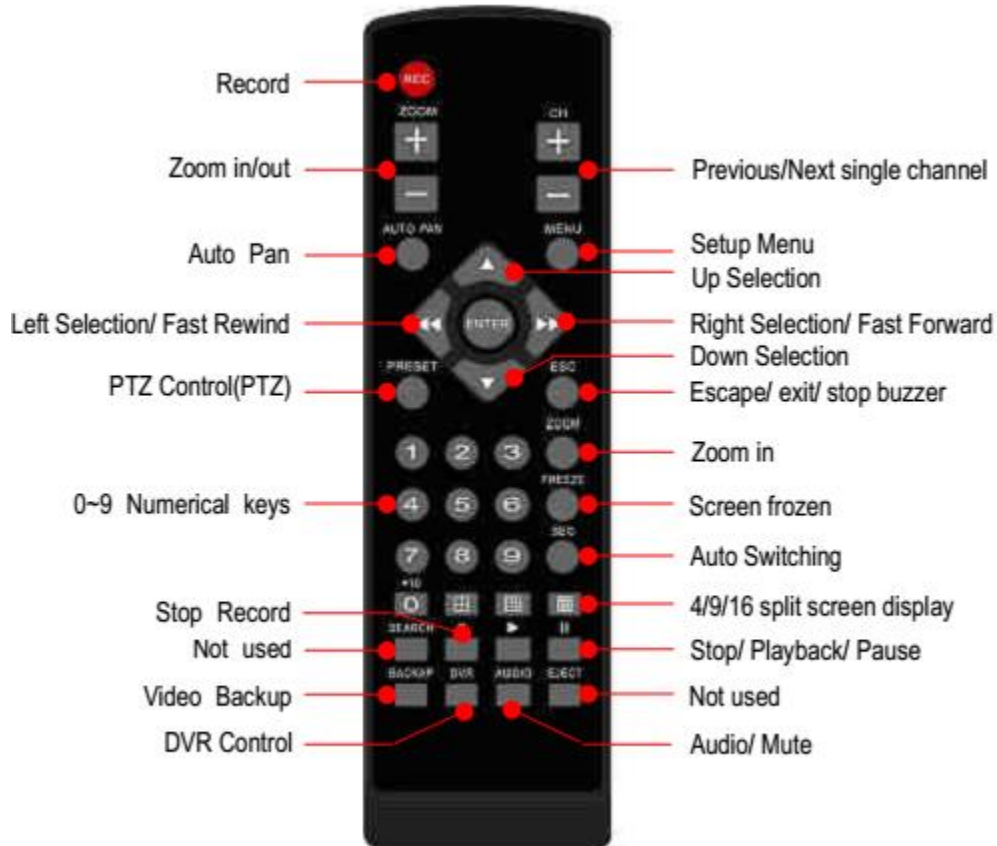 Record
REC
ZOOM
CH
+
+
Zoom in/out
Previous/Next single channel
−
−
AUTO PAN
MENU
Auto Pan
Setup Menu
Up Selection
Left Selection/ Fast Rewind
ENTER
Right Selection/ Fast Forward
Down Selection
PRESET
ESC
PTZ Control(PTZ)
Escape/ exit/ stop buzzer
ZOOM
1 2 3
Zoom in
FREEZE
0~9 Numerical keys
4 5 6
Screen frozen
SEQ
7 8 9
Auto Switching
+10
0
4/9/16 split screen display
Stop Record
SEARCH
Not used
Stop/ Playback/ Pause
BACKAP DVR AUDIO EJECT
Video Backup
Not used
DVR Control
Audio/ Mute